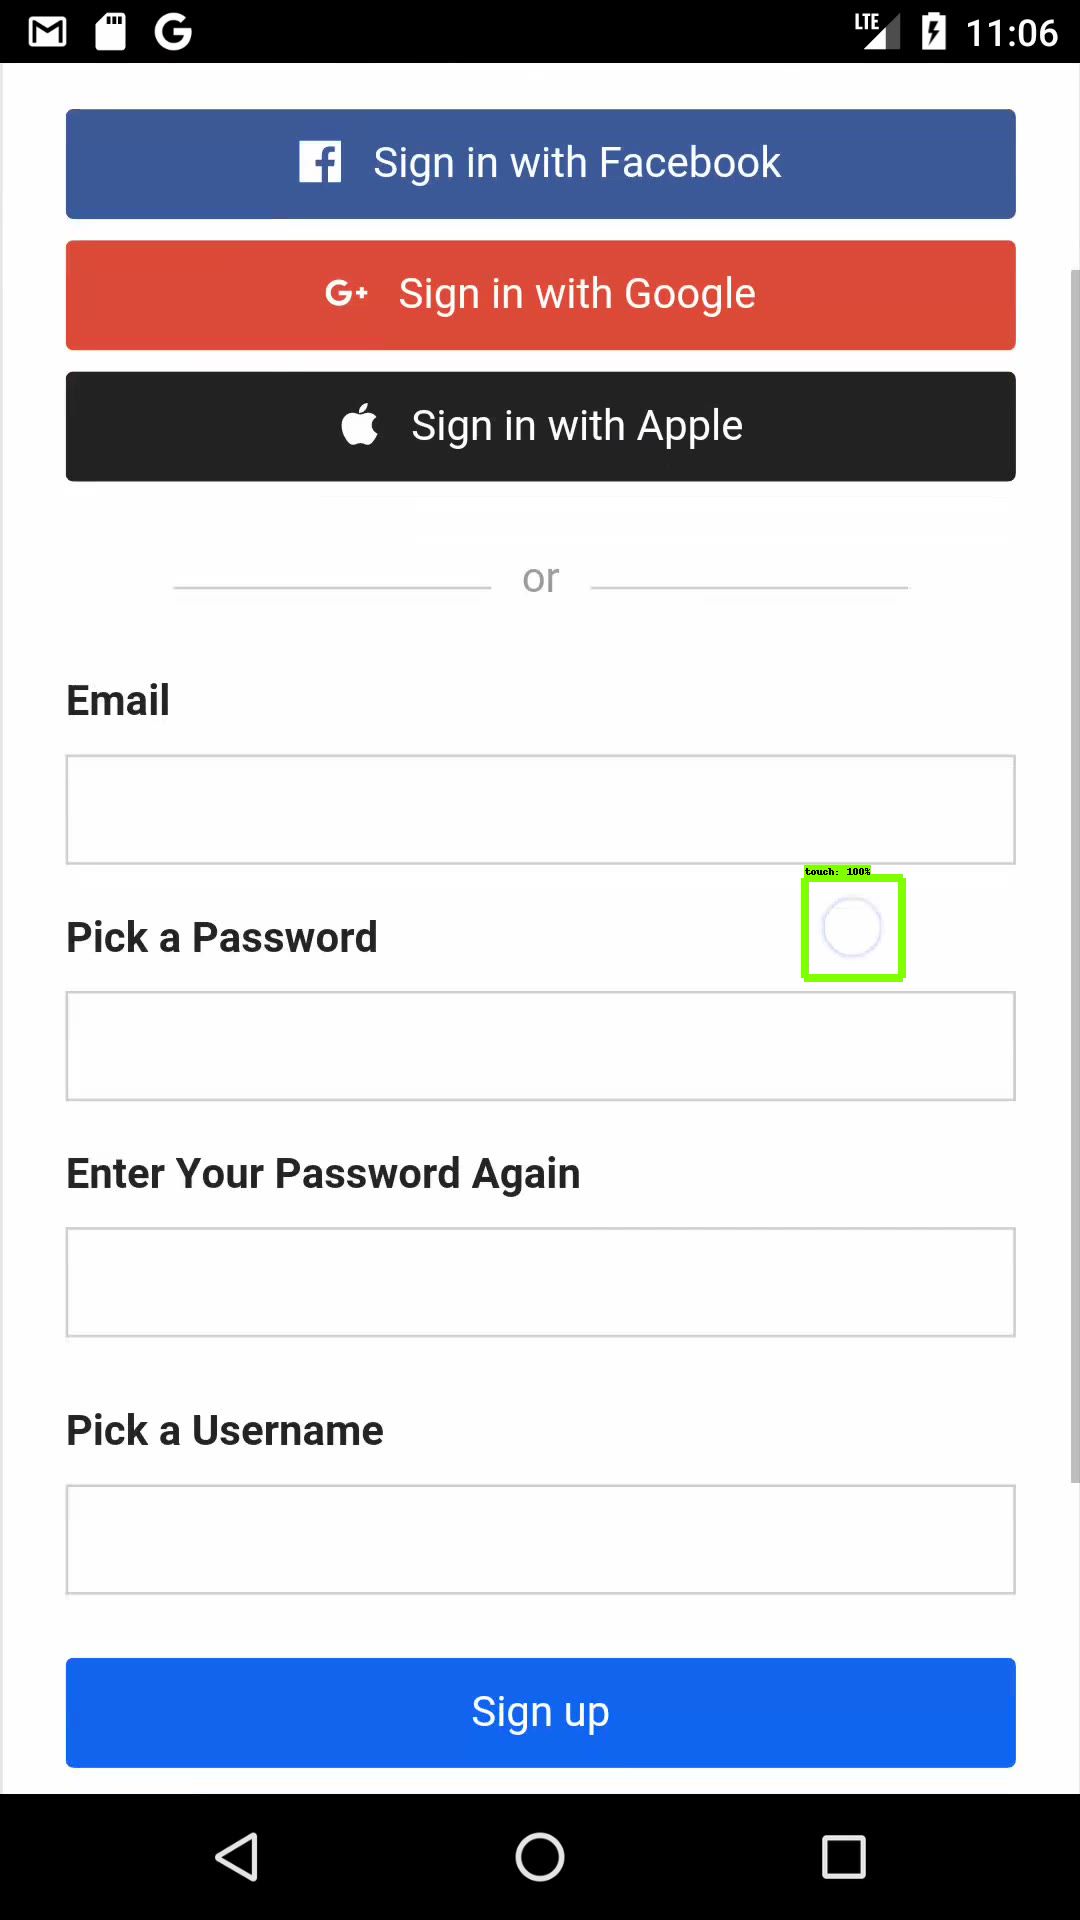 LTE 11:06
Sign in with Facebook
G+ Sign in with Google
Sign in with Apple
or
Email
touch: 100%
Pick a Password
Enter Your Password Again
Pick a Username
Sign up